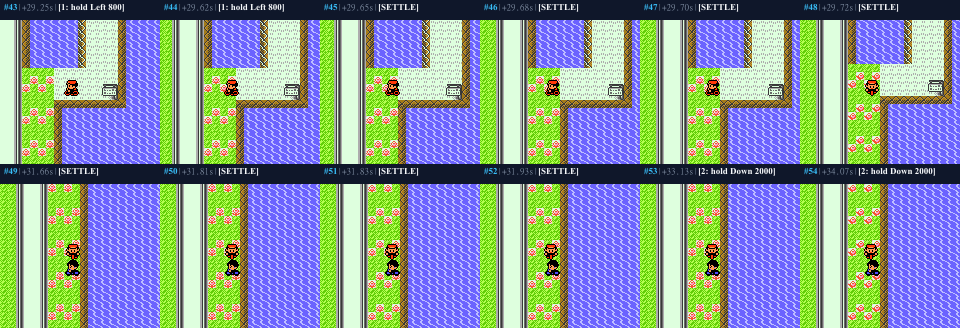 #43|+29.25s|[1: hold Left 800]
#44|+29.62s|[1: hold Left 800]
#45|+29.65s|[SETTLE]
#46|+29.68s|[SETTLE]
#47|+29.70s|[SETTLE]
#48|+29.72s|[SETTLE]
#49|+31.66s|[SETTLE]
#50|+31.81s|[SETTLE]
#51|+31.83s|[SETTLE]
#52|+31.93s|[SETTLE]
#53|+33.13s|[2: hold Down 2000]
#54|+34.07s|[2: hold Down 2000]